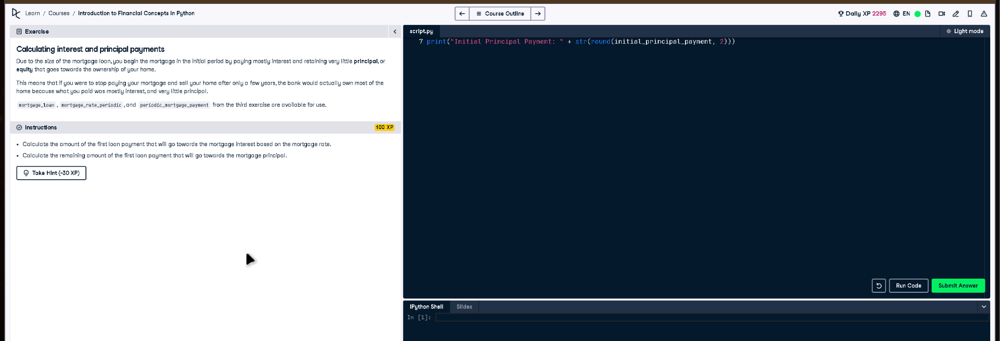 Learn / Courses / Introduction to Financial Concepts in Python
Course Outline
Daily XP 2295
EN
Exercise
Calculating interest and principal payments
Due to the size of the mortgage loan, you begin the mortgage in the initial period by paying mostly interest and retaining very little principal, or
equity that goes towards the ownership of your home.
This means that if you were to stop paying your mortgage and sell your home after only a few years, the bank would actually own most of the
home because what you paid was mostly interest, and very little principal.
mortgage_loan , mortgage_rate_periodic , and periodic_mortgage_payment from the third exercise are available for use.
Instructions
100 XP
• Calculate the amount of the first loan payment that will go towards the mortgage interest based on the mortgage rate.
• Calculate the remaining amount of the first loan payment that will go towards the mortgage principal.
Take Hint (-30 XP)
script.py
Light mode
7 print("Initial Principal Payment: " + str(round(initial_principal_payment, 2)))
Run Code
Submit Answer
IPython Shell
Slides
In [1]: